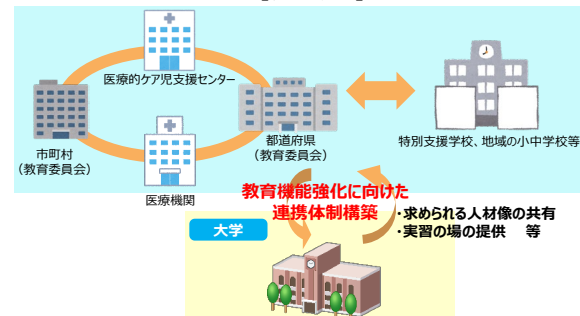 医療的ケア児支援センター
市町村
（教育委員会）
都道府県
（教育委員会）
特別支援学校、地域の小中学校等
医療機関
教育機能強化に向けた
連携体制構築
・求められる人材像の共有
・実習の場の提供　等
大学